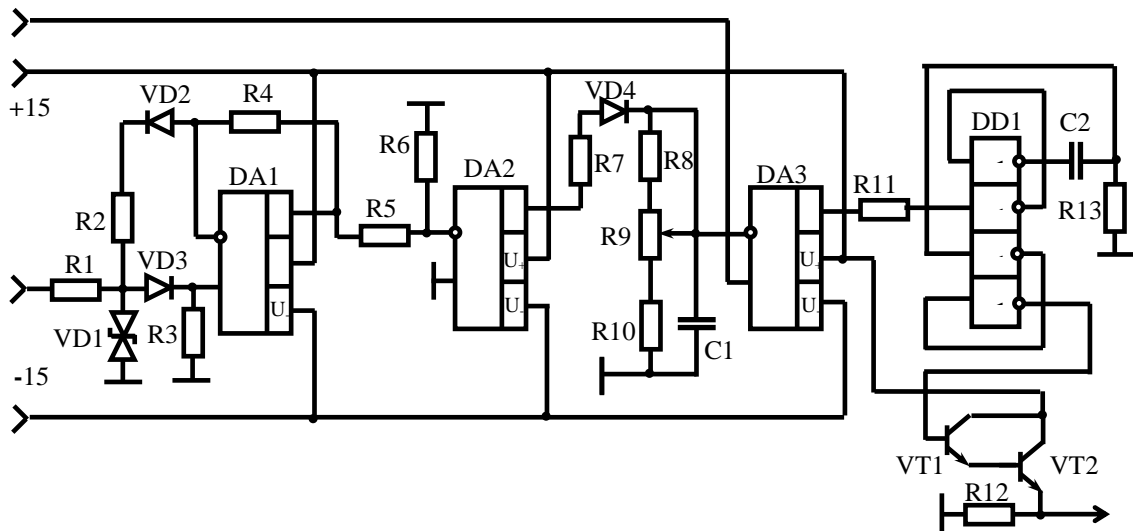 +15
VD2
R4
VD4
R6
R7
R8
DD1
C2
DA1
DA2
DA3
R2
R5
R9
R11
R13
R1
VD3
U+
U+
U-
U-
U-
VD1
R3
R10
C1
-15
VT1
VT2
R12